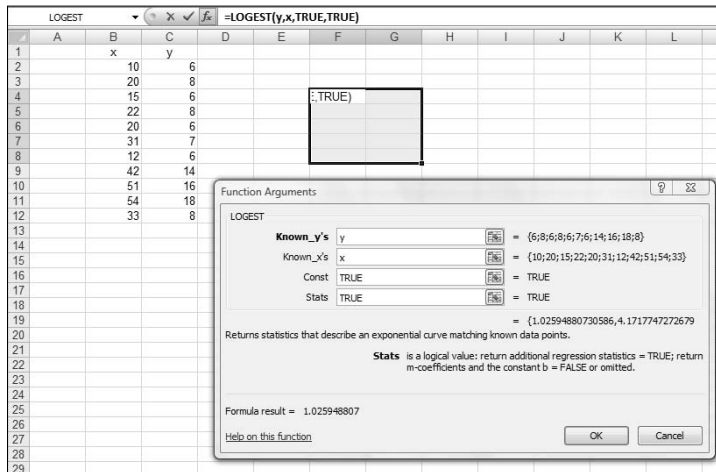 LOGEST fx =LOGEST(y,x,TRUE,TRUE)
A B C D E F G H I J K L
1 x y
2 10 6
3 20 8
4 15 6 :,TRUE)
5 22 8
6 20 6
7 31 7
8 12 6
9 42 14
10 51 16
11 54 18
12 33 8
13
14
15
16
17
18
19
20
21
22
23
24
25
26
27
28
29
Function Arguments
LOGEST
Known_y's y = {6;8;6;8;6;7;6;14;16;18;8}
Known_x's x = {10;20;15;22;20;31;12;42;51;54;33}
Const TRUE = TRUE
Stats TRUE = TRUE
= {1.02594880730586,4.1717747272679
Returns statistics that describe an exponential curve matching known data points.
Stats is a logical value: return additional regression statistics = TRUE; return
m-coefficients and the constant b = FALSE or omitted.
Formula result = 1.025948807
Help on this function OK Cancel